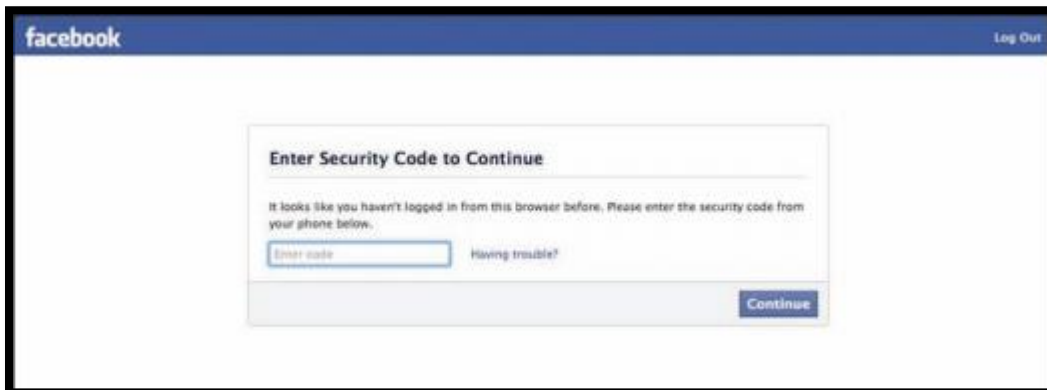 facebook
Log Out
Enter Security Code to Continue
It looks like you haven't logged in from this browser before. Please enter the security code from
your phone below.
Enter code
Having trouble?
Continue